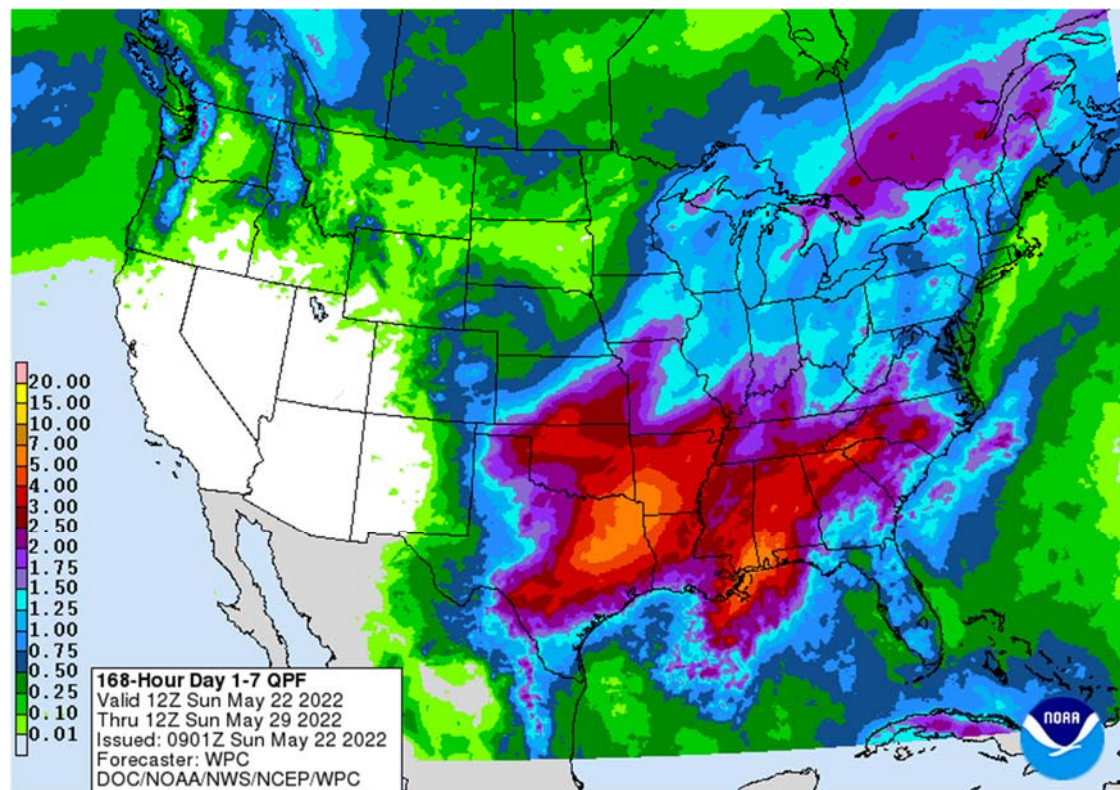 20.00
15.00
10.00
7.00
5.00
4.00
3.00
2.50
2.00
1.75
1.50
1.25
1.00
0.75
0.50
0.25
0.10
0.01
168-Hour Day 1-7 QPF
Valid 12Z Sun May 22 2022
Thru 12Z Sun May 29 2022
Issued: 0901Z Sun May 22 2022
Forecaster: WPC
DOC/NOAA/NWS/NCEP/WPC
NOAA